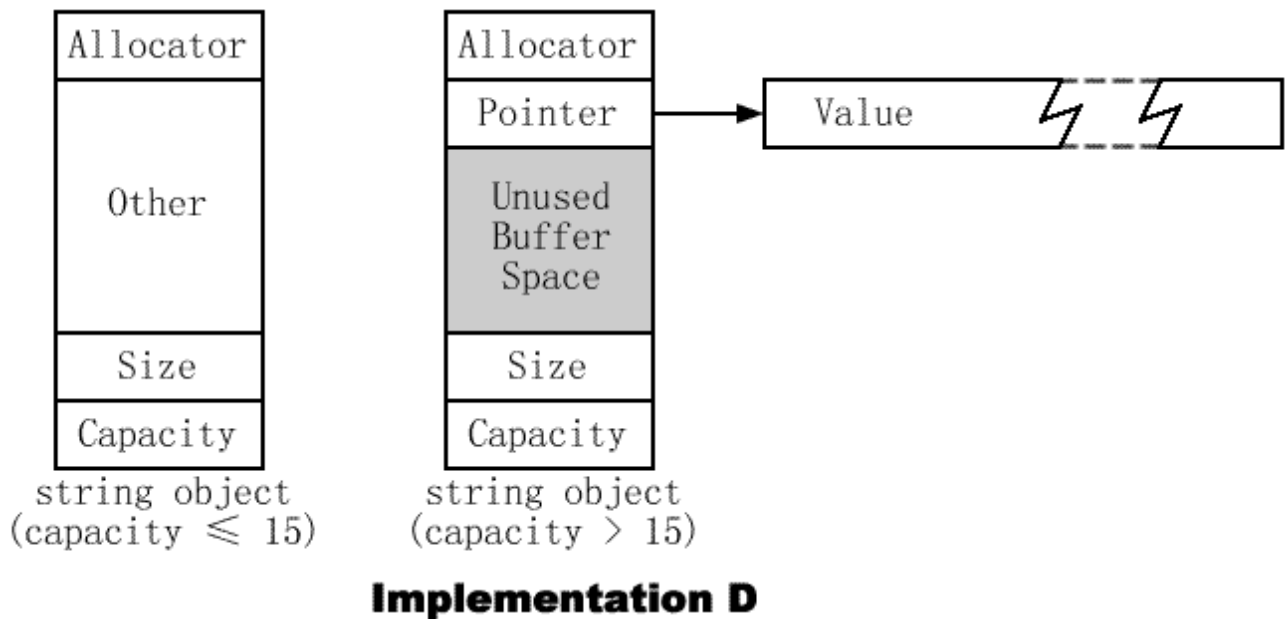 Allocator
Other
Size
Capacity
string object
(capacity ≤ 15)
Allocator
Pointer
Value
Unused
Buffer
Space
Size
Capacity
string object
(capacity > 15)
Implementation D